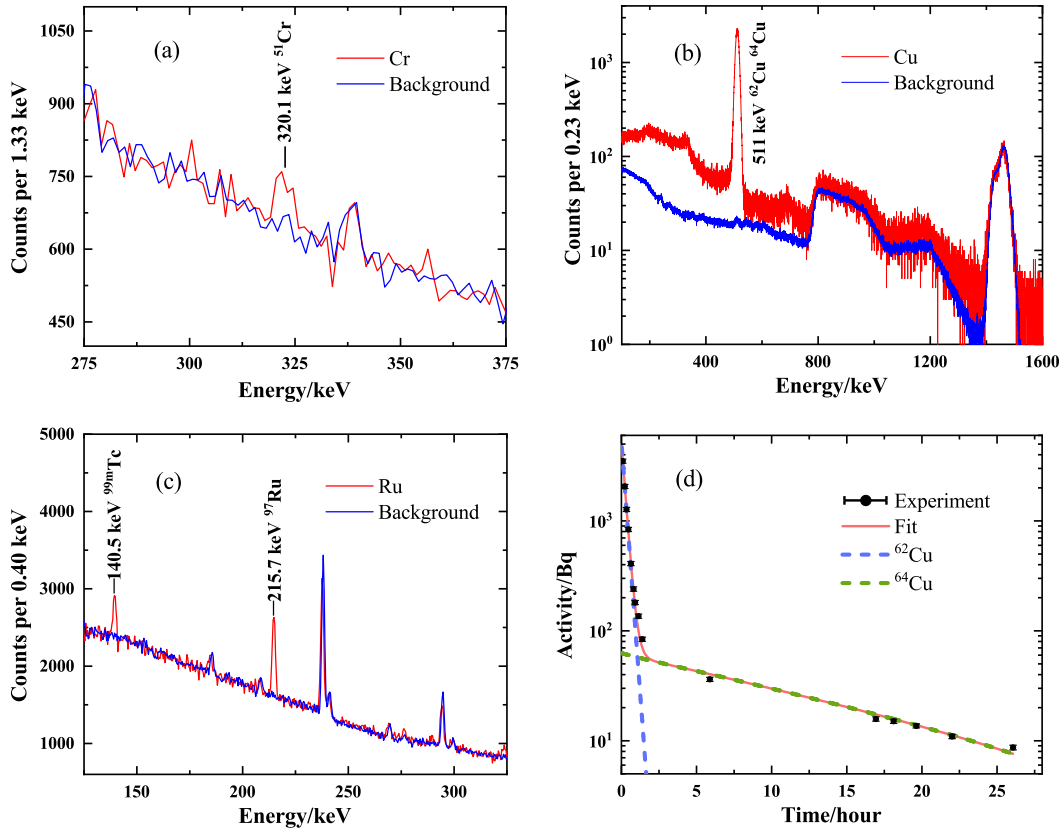 1050
900
750
600
450
275
300
325
350
375
Counts per 1.33 keV
Energy/keV
(a)
Cr
Background
320.1 keV ⁵¹Cr
10³
10²
10¹
10⁰
400
800
1200
1600
Counts per 0.23 keV
Energy/keV
(b)
Cu
Background
511 keV ⁶²Cu ⁶⁴Cu
5000
4000
3000
2000
1000
150
200
250
300
Counts per 0.40 keV
Energy/keV
(c)
Ru
Background
140.5 keV ⁹⁹ᵐTc
215.7 keV ⁹⁷Ru
10³
10²
10¹
0
5
10
15
20
25
Activity/Bq
Time/hour
(d)
Experiment
Fit
⁶²Cu
⁶⁴Cu